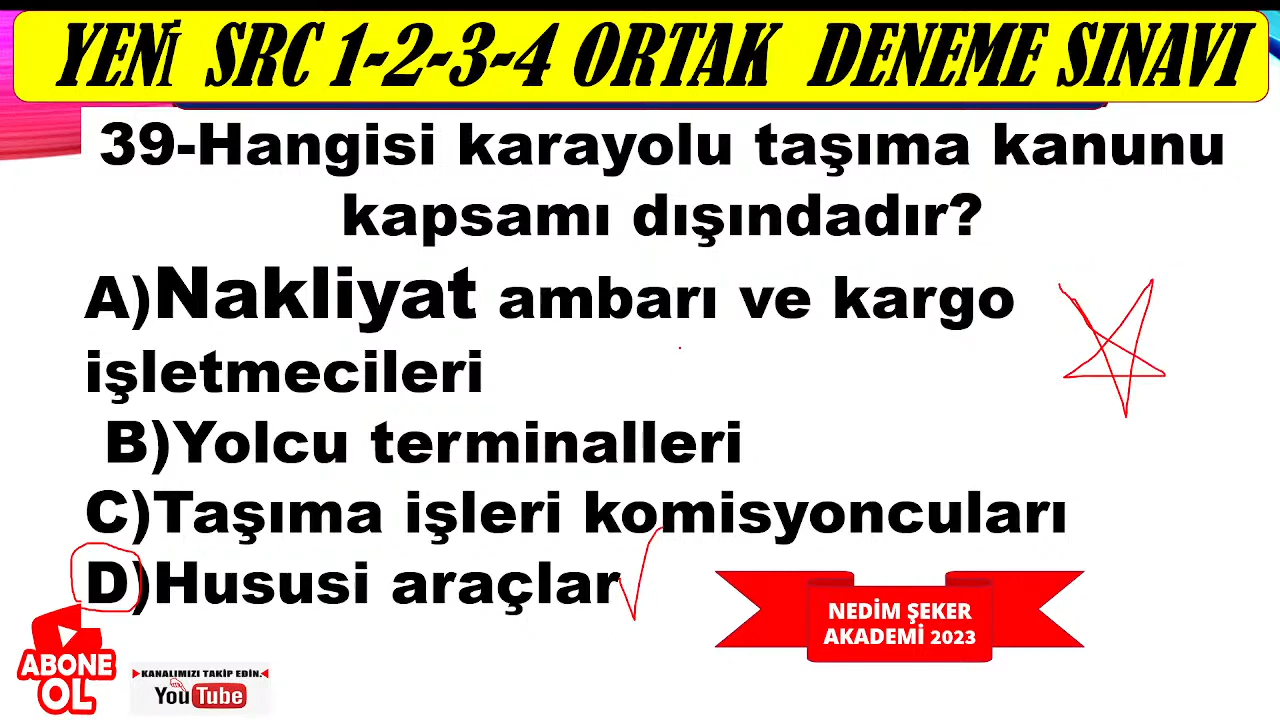 YENİ SRC 1-2-3-4 ORTAK DENEME SINAVI
39-Hangisi karayolu taşıma kanunu
kapsamı dışındadır?
A)Nakliyat ambarı ve kargo
işletmecileri
B)Yolcu terminalleri
C)Taşıma işleri komisyoncuları
D)Hususi araçlar
NEDİM ŞEKER
AKADEMİ 2023
ABONE
OL
KANALIMIZI TAKİP EDİN.
YouTube